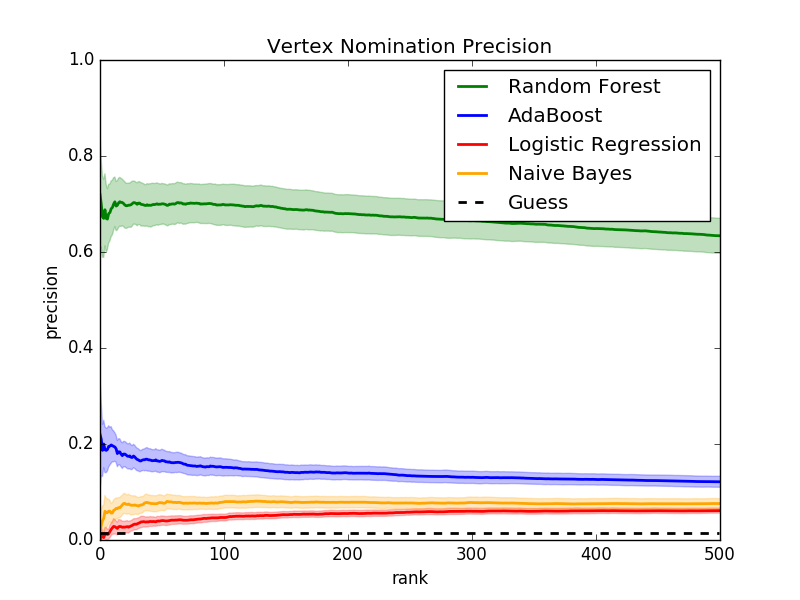 Vertex Nomination Precision
1.0
0.8
0.6
0.4
0.2
0.0
precision
Random Forest
AdaBoost
Logistic Regression
Naive Bayes
Guess
0 100 200 300 400 500
rank